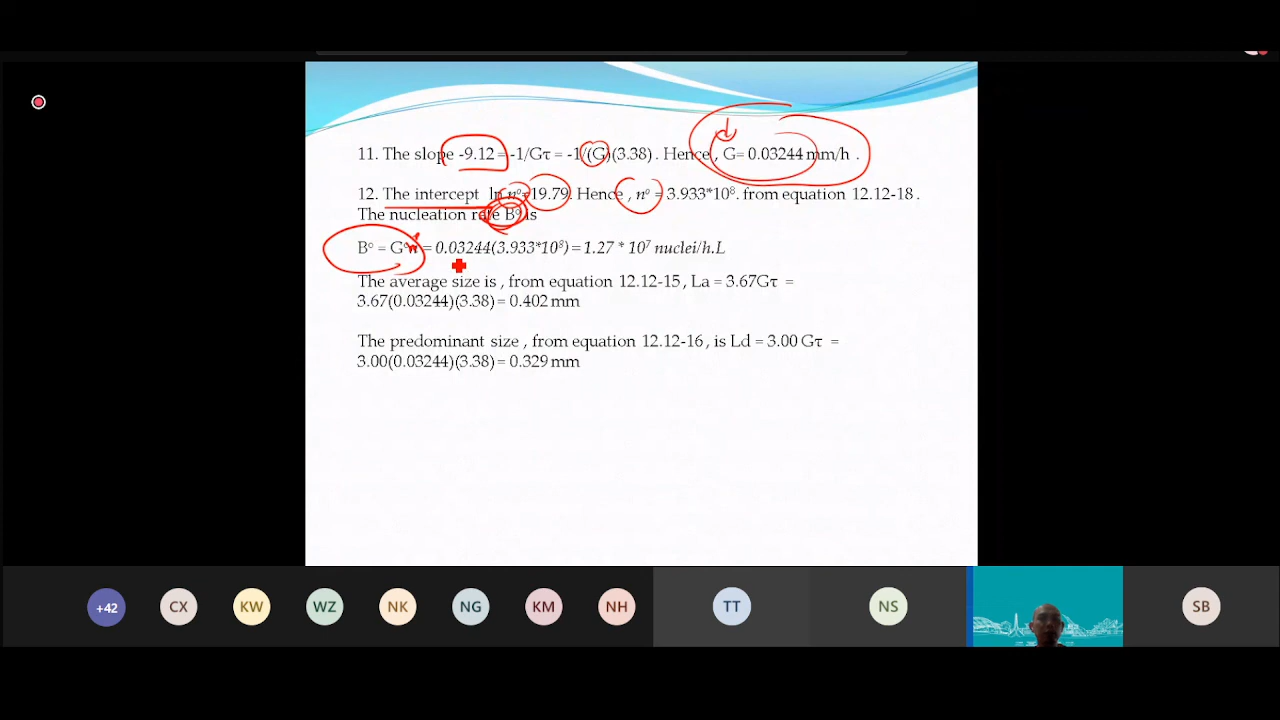 11. The slope -9.12 = -1/Gτ = -1/(G)(3.38) . Hence , G= 0.03244 mm/h .
12. The intercept ln nº=19.79. Hence , nº = 3.933*10⁸. from equation 12.12-18 .
The nucleation rate Bº is
Bº = Gº = 0.03244(3.933*10⁸) = 1.27 * 10⁷ nuclei/h.L
The average size is , from equation 12.12-15 , La = 3.67Gτ =
3.67(0.03244)(3.38) = 0.402 mm
The predominant size , from equation 12.12-16 , is Ld = 3.00 Gτ =
3.00(0.03244)(3.38) = 0.329 mm
+42 CX KW WZ NK NG KM NH TT NS SB